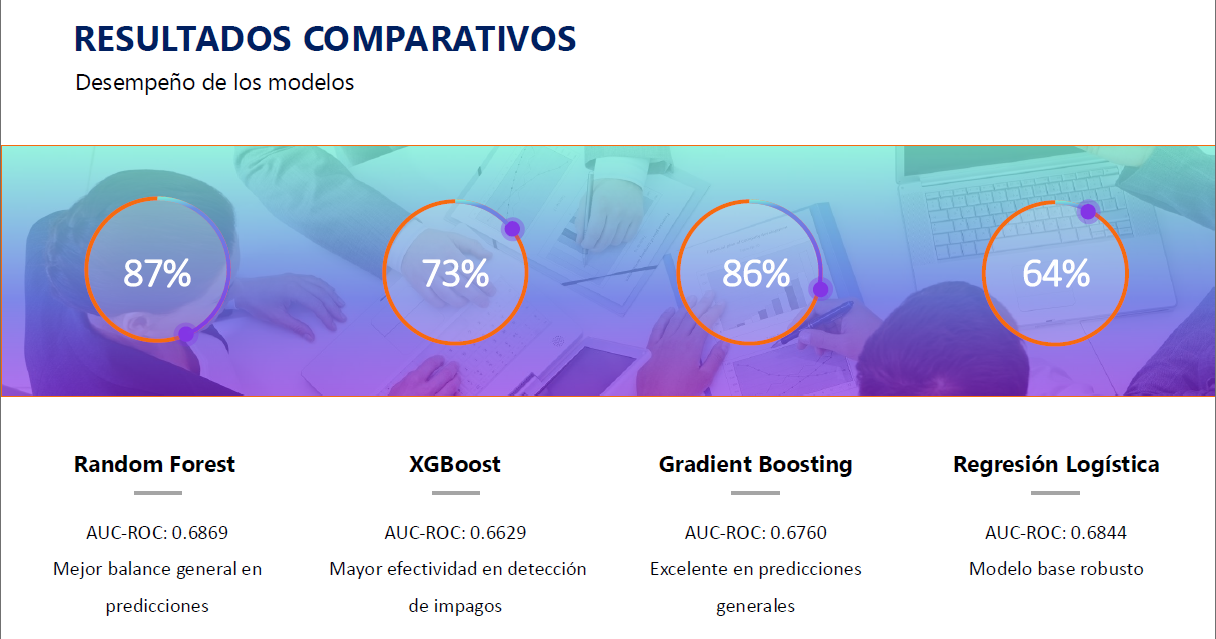 RESULTADOS COMPARATIVOS
Desempeño de los modelos
87%
73%
86%
64%
Random Forest
XGBoost
Gradient Boosting
Regresión Logística
AUC-ROC: 0.6869
Mejor balance general en
predicciones
AUC-ROC: 0.6629
Mayor efectividad en detección
de impagos
AUC-ROC: 0.6760
Excelente en predicciones
generales
AUC-ROC: 0.6844
Modelo base robusto